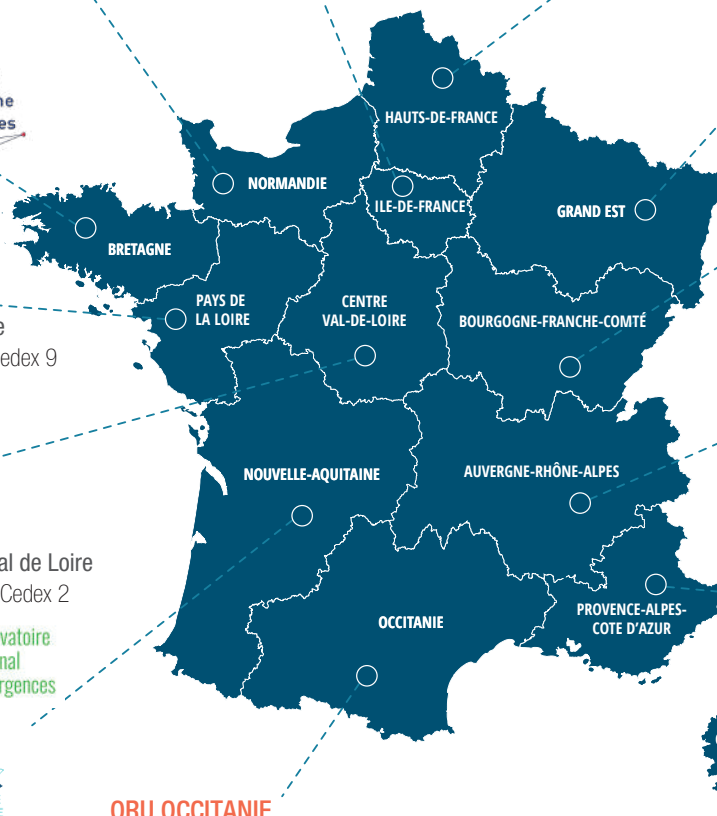 HAUTS-DE-FRANCE
NORMANDIE
ILE-DE-FRANCE
GRAND EST
BRETAGNE
PAYS DE
LA LOIRE
CENTRE
VAL-DE-LOIRE
BOURGOGNE-FRANCHE-COMTÉ
edex 9
NOUVELLE-AQUITAINE
AUVERGNE-RHÔNE-ALPES
al de Loire
Cedex 2
vatoire
nal
rgences
OCCITANIE
PROVENCE-ALPES-
COTE D'AZUR
ORU OCCITANIE